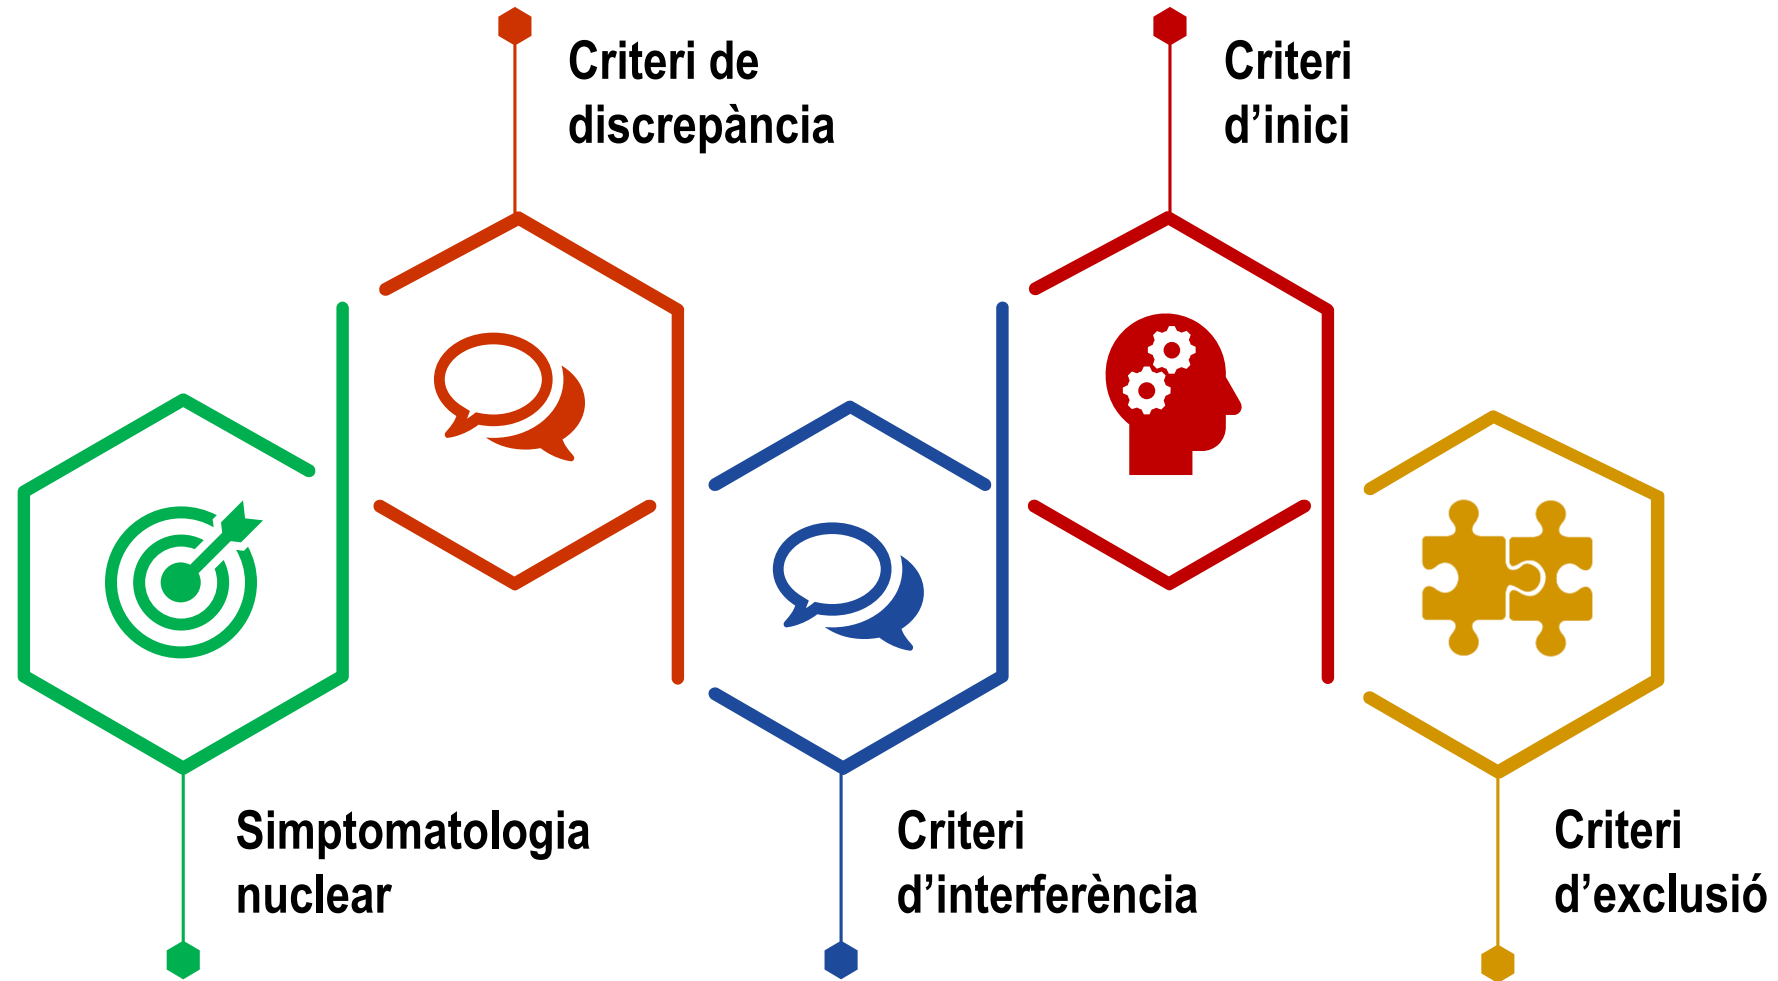 Criteri de
discrepància
Criteri
d’inici
Simptomatologia
nuclear
Criteri
d’interferència
Criteri
d’exclusió